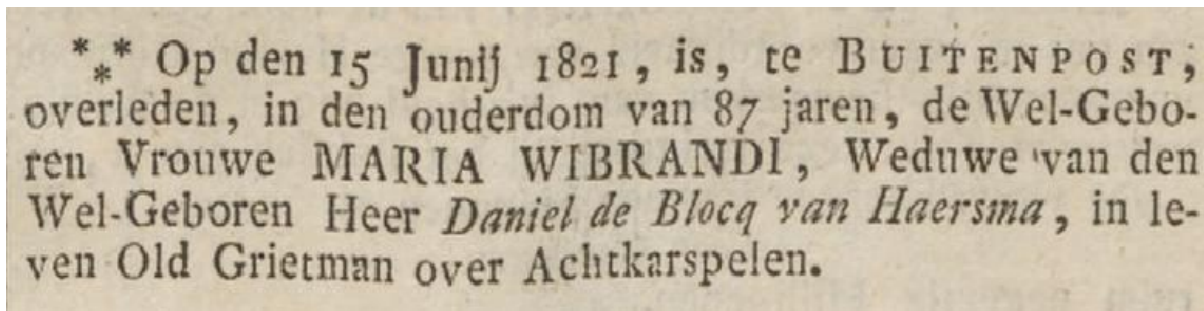 *⁎* Op den 15 Junij 1821, is, te BUITENPOST,
overleden, in den ouderdom van 87 jaren, de Wel-Gebo-
ren Vrouwe MARIA WIBRANDI, Weduwe van den
Wel-Geboren Heer Daniel de Blocq van Haersma, in le-
ven Old Grietman over Achtkarspelen.